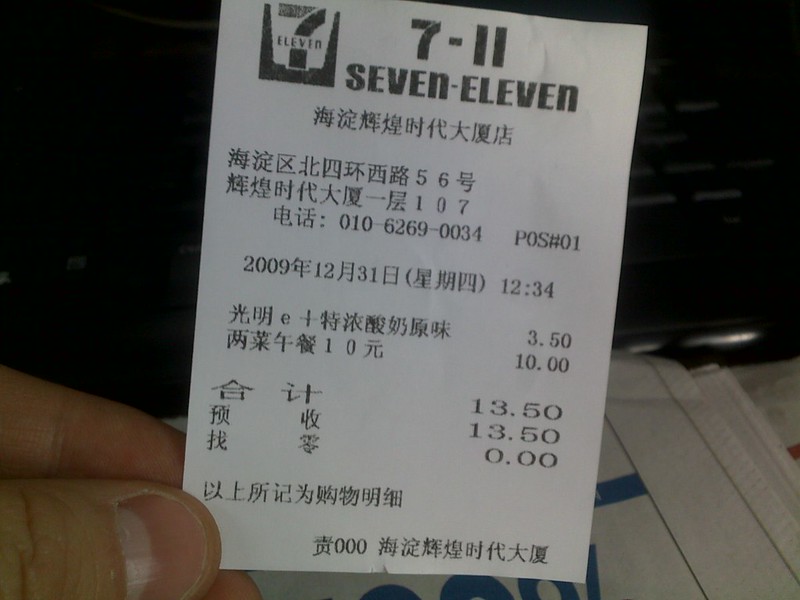 7 ELEVEN
7-11
SEVEN-ELEVEN
海淀辉煌时代大厦店
海淀区北四环西路56号
辉煌时代大厦一层107
电话: 010-6269-0034 POS#01
2009年12月31日(星期四) 12:34
光明e+特浓酸奶原味 3.50
两菜午餐10元 10.00
合计 13.50
预收 13.50
找零 0.00
以上所记为购物明细
责000 海淀辉煌时代大厦